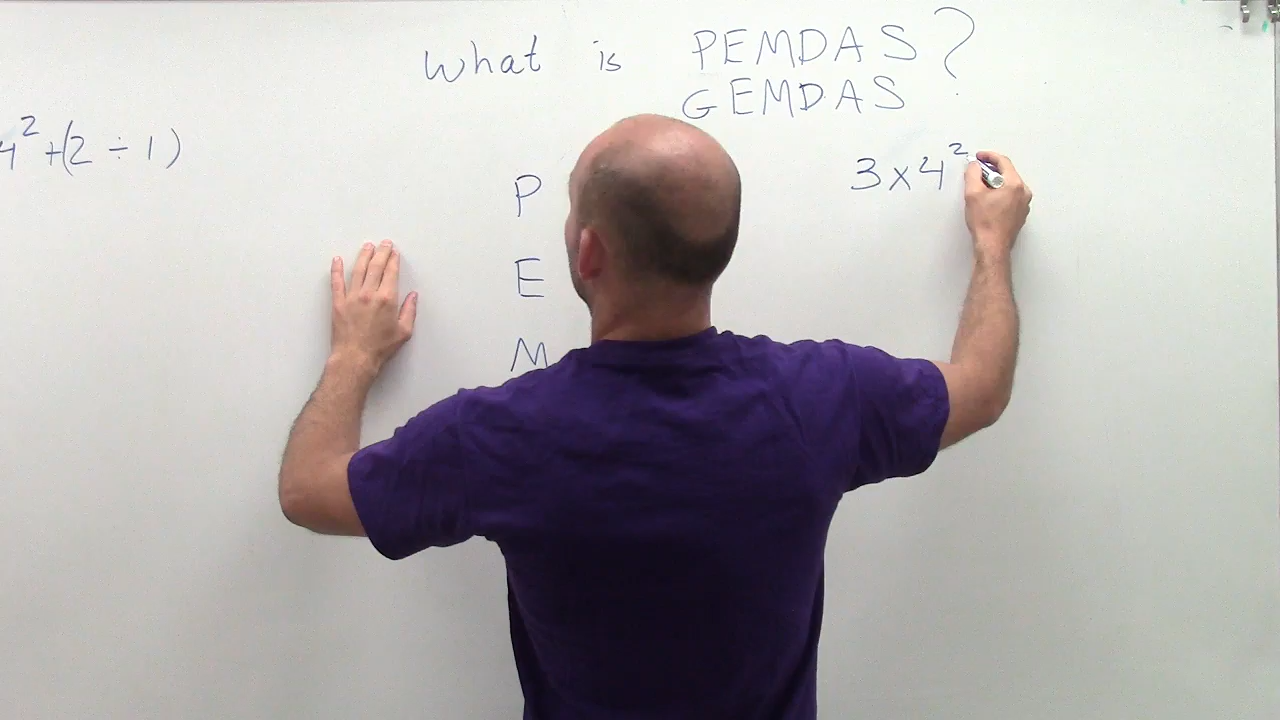 What is PEMDAS?
GEMDAS
4² +(2 ÷ 1)
3 x 4²
P
E
M